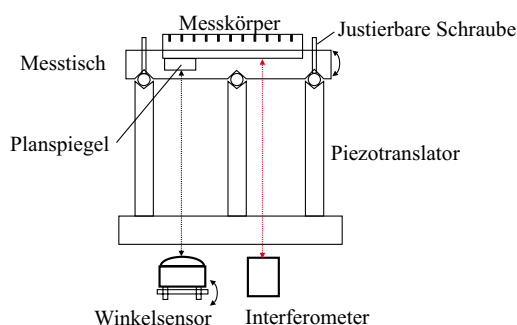 Messkörper
Justierbare Schraube
Messtisch
Planspiegel
Piezotranslator
Winkelsensor
Interferometer